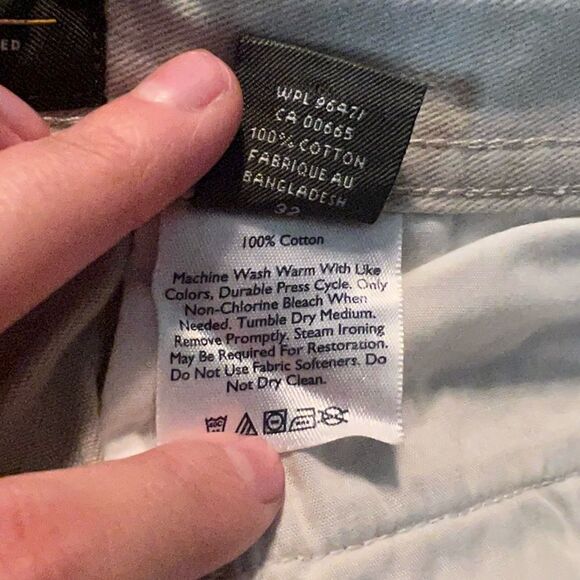 ED
WPL 96471
CA 00665
100% COTTON
FABRIQUE AU
BANGLADESH
32
100% Cotton
Machine Wash Warm With Like
Colors, Durable Press Cycle. Only
Non-Chlorine Bleach When
Needed. Tumble Dry Medium.
Remove Promptly. Steam Ironing
May Be Required For Restoration.
Do Not Use Fabric Softeners. Do
Not Dry Clean.